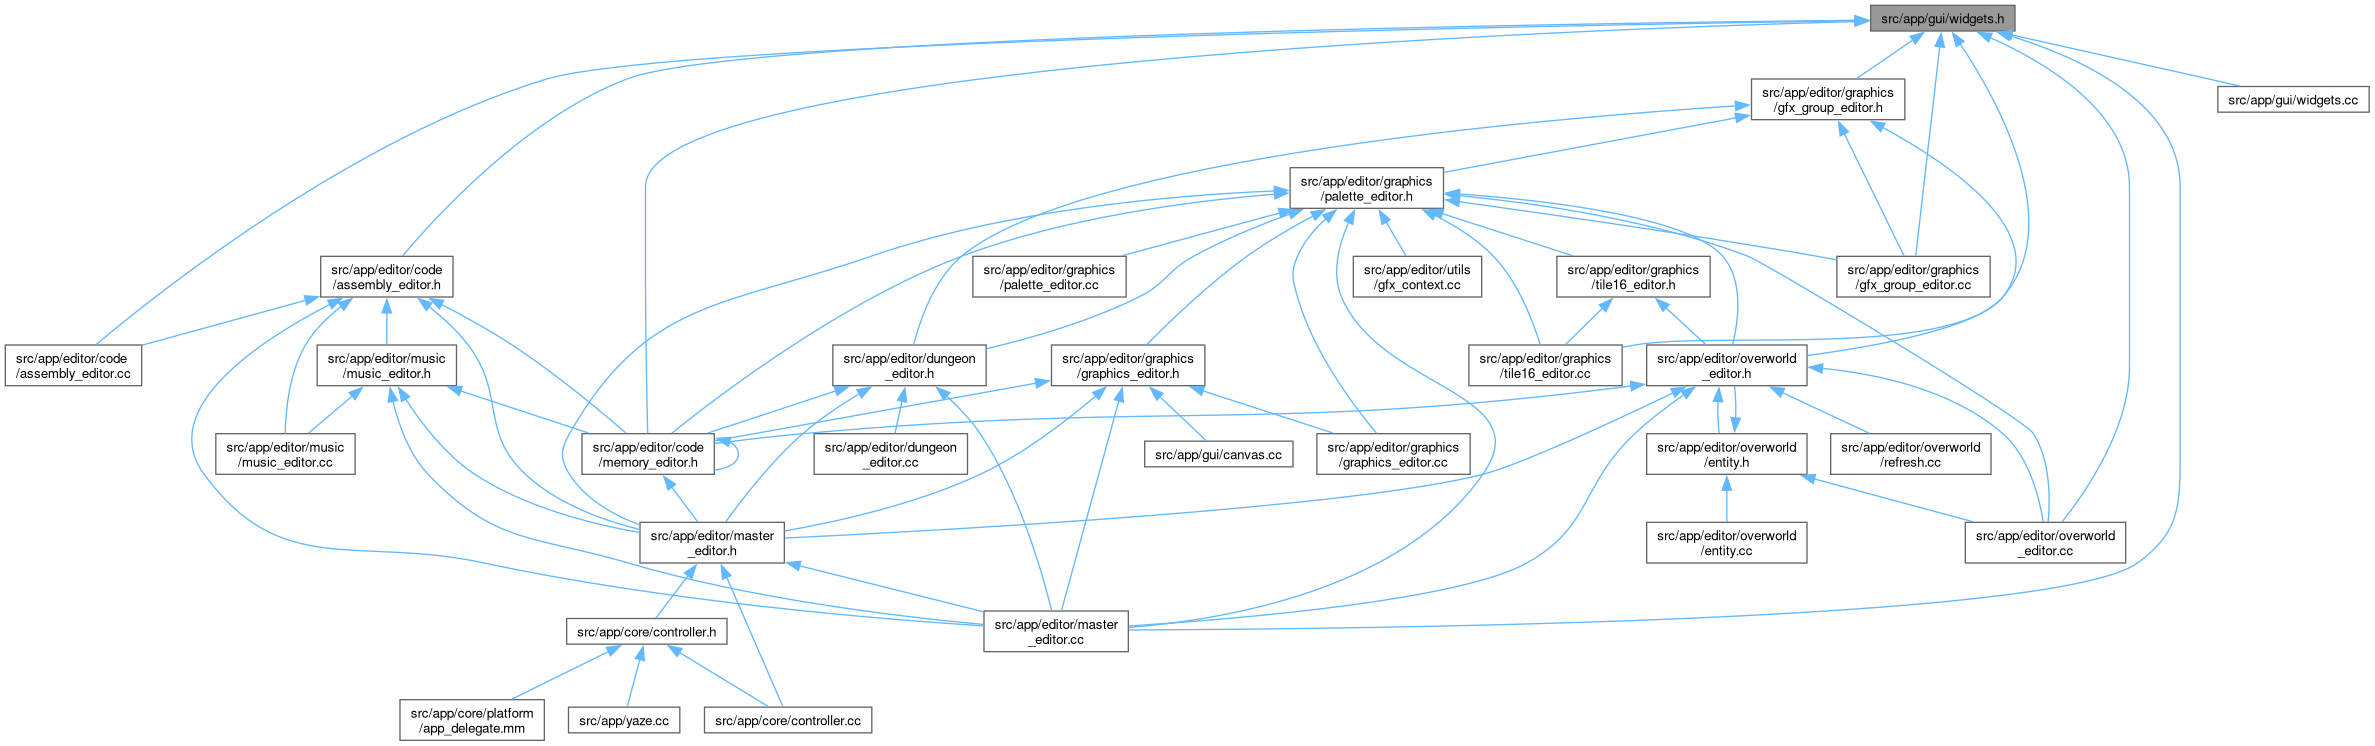 src/app/gui/widgets.h
src/app/editor/graphics
/gfx_group_editor.h
src/app/gui/widgets.cc
src/app/editor/graphics
/palette_editor.h
src/app/editor/code
/assembly_editor.h
src/app/editor/graphics
/palette_editor.cc
src/app/editor/utils
/gfx_context.cc
src/app/editor/graphics
/tile16_editor.h
src/app/editor/graphics
/gfx_group_editor.cc
src/app/editor/code
/assembly_editor.cc
src/app/editor/music
/music_editor.h
src/app/editor/dungeon
_editor.h
src/app/editor/graphics
/graphics_editor.h
src/app/editor/graphics
/tile16_editor.cc
src/app/editor/overworld
_editor.h
src/app/editor/music
/music_editor.cc
src/app/editor/code
/memory_editor.h
src/app/editor/dungeon
_editor.cc
src/app/gui/canvas.cc
src/app/editor/graphics
/graphics_editor.cc
src/app/editor/overworld
/entity.h
src/app/editor/overworld
/refresh.cc
src/app/editor/master
_editor.h
src/app/editor/overworld
/entity.cc
src/app/editor/overworld
_editor.cc
src/app/core/controller.h
src/app/editor/master
_editor.cc
src/app/core/platform
/app_delegate.mm
src/app/yaze.cc
src/app/core/controller.cc